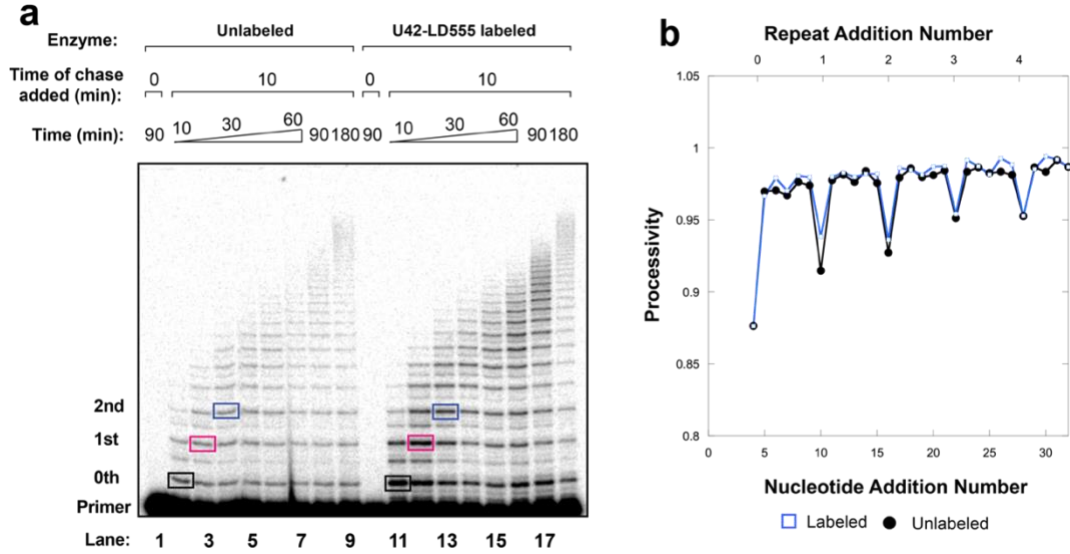 a
Enzyme: Unlabeled U42-LD555 labeled
Time of chase
added (min): 0 10 0 10
Time (min): 90 10 30 60 90 180 90 10 30 60 90 180
2nd
1st
0th
Primer
Lane: 1 3 5 7 9 11 13 15 17
b
Repeat Addition Number
0 1 2 3 4
Processivity
1.05
1
0.95
0.9
0.85
0.8
0 5 10 15 20 25 30
Nucleotide Addition Number
Labeled Unlabeled